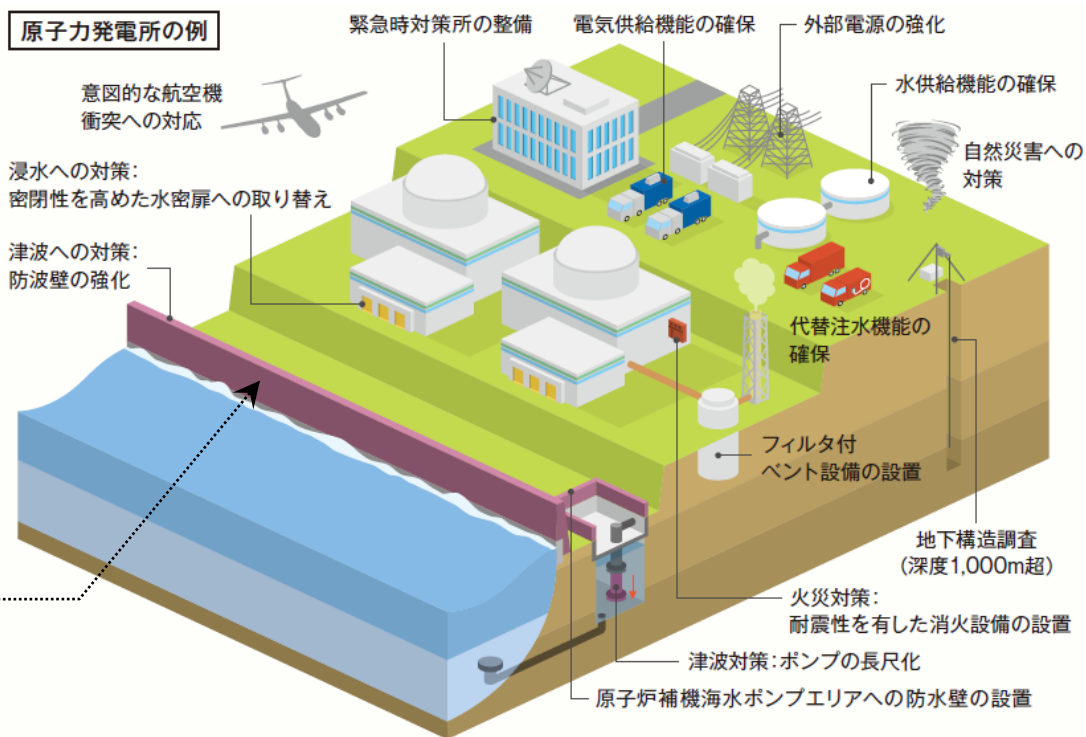 原子力発電所の例
緊急時対策所の整備
電気供給機能の確保
外部電源の強化
意図的な航空機
衝突への対応
水供給機能の確保
自然災害への
対策
浸水への対策：
密閉性を高めた水密扉への取り替え
津波への対策：
防波壁の強化
代替注水機能の
確保
フィルタ付
ベント設備の設置
地下構造調査
（深度1,000m超）
火災対策：
耐震性を有した消火設備の設置
津波対策：ポンプの長尺化
原子炉補機海水ポンプエリアへの防水壁の設置